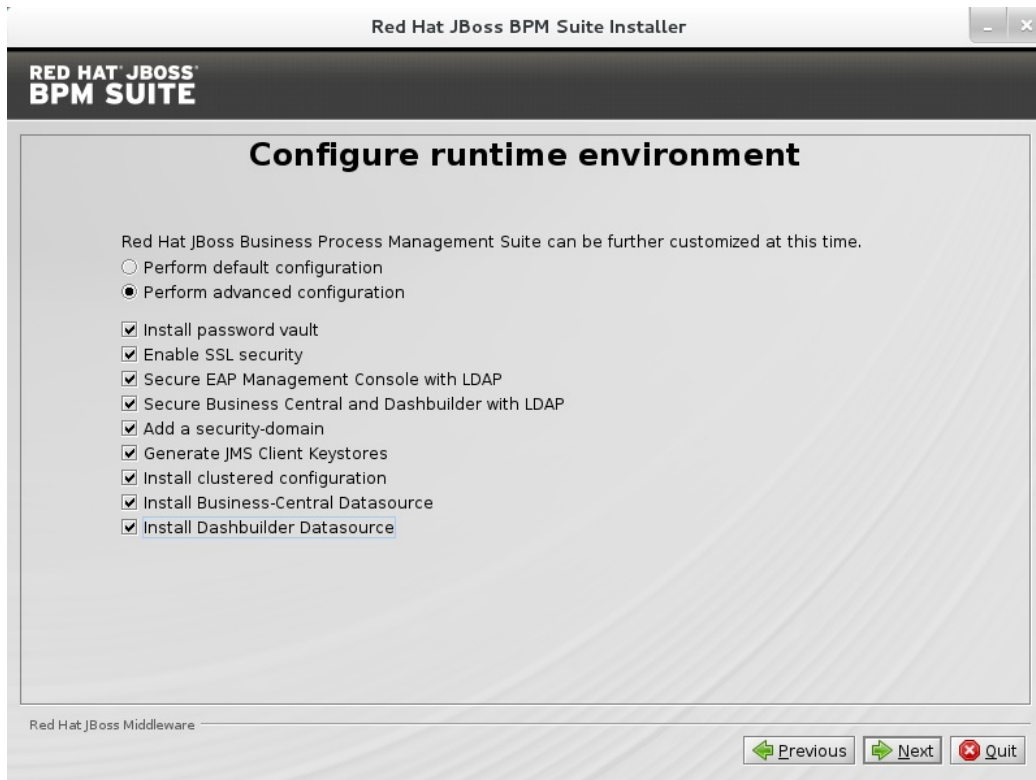 Red Hat JBoss BPM Suite Installer
RED HAT JBOSS
BPM SUITE
Configure runtime environment
Red Hat JBoss Business Process Management Suite can be further customized at this time.
Perform default configuration
Perform advanced configuration
Install password vault
Enable SSL security
Secure EAP Management Console with LDAP
Secure Business Central and Dashbuilder with LDAP
Add a security-domain
Generate JMS Client Keystores
Install clustered configuration
Install Business-Central Datasource
Install Dashbuilder Datasource
Red Hat JBoss Middleware
Previous Next Quit